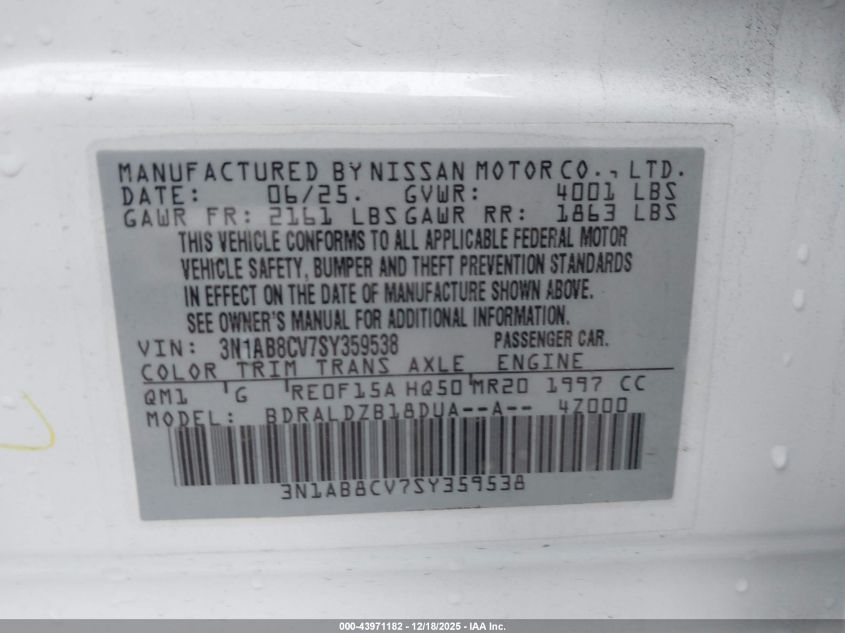 MANUFACTURED BY NISSAN MOTOR CO., LTD.
DATE: 06/25. GVWR: 4001 LBS
GAWR FR: 2161 LBS GAWR RR: 1863 LBS
THIS VEHICLE CONFORMS TO ALL APPLICABLE FEDERAL MOTOR
VEHICLE SAFETY, BUMPER AND THEFT PREVENTION STANDARDS
IN EFFECT ON THE DATE OF MANUFACTURE SHOWN ABOVE.
SEE OWNER'S MANUAL FOR ADDITIONAL INFORMATION.
VIN: 3N1AB8CV7SY359538 PASSENGER CAR.
COLOR TRIM TRANS AXLE ENGINE
QM1 G RE0F15A HQ50 MR20 1997 CC
MODEL: BDRALDZB18DUA--A-- 4Z000
3N1AB8CV7SY359538
000-43971182 - 12/18/2025 - IAA Inc.